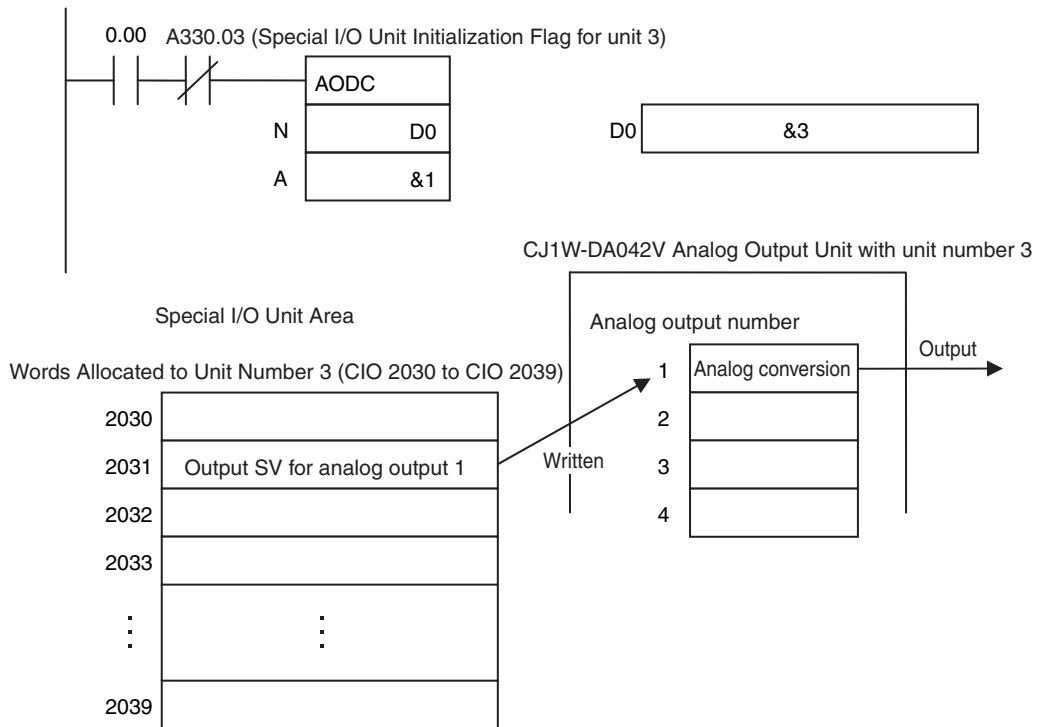 0.00 A330.03 (Special I/O Unit Initialization Flag for unit 3)
AODC
N D0
A &1
D0 &3
CJ1W-DA042V Analog Output Unit with unit number 3
Special I/O Unit Area
Analog output number
Words Allocated to Unit Number 3 (CIO 2030 to CIO 2039)
1 Analog conversion
Output
2
3
4
Written
2030
2031 Output SV for analog output 1
2032
2033
2039